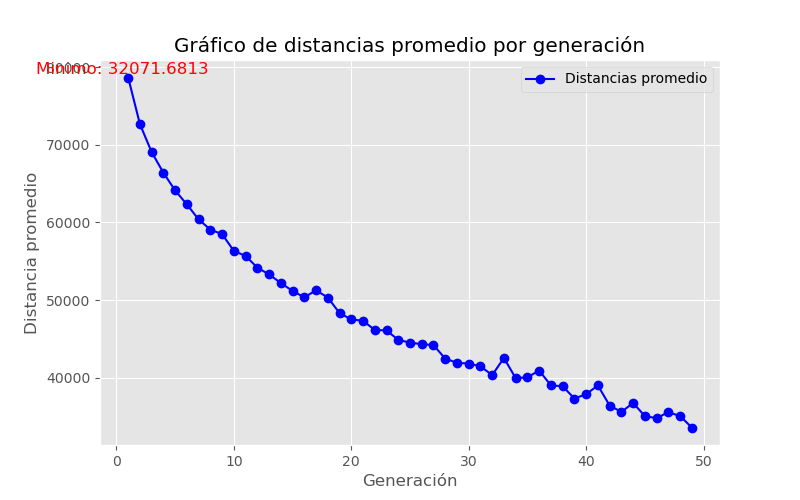 Gráfico de distancias promedio por generación
Mínimo: 32071.6813
80000
70000
60000
50000
40000
Distancia promedio
Distancias promedio
0 10 20 30 40 50
Generación